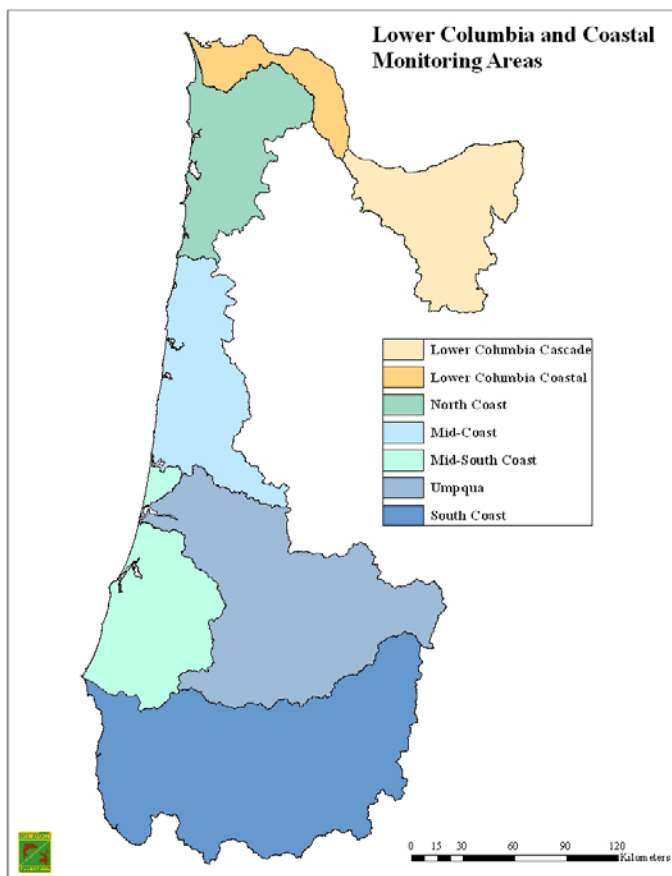 Lower Columbia and Coastal
Monitoring Areas
Lower Columbia Cascade
Lower Columbia Coastal
North Coast
Mid-Coast
Mid-South Coast
Umpqua
South Coast
0 15 30 60 90 120
Kilometers